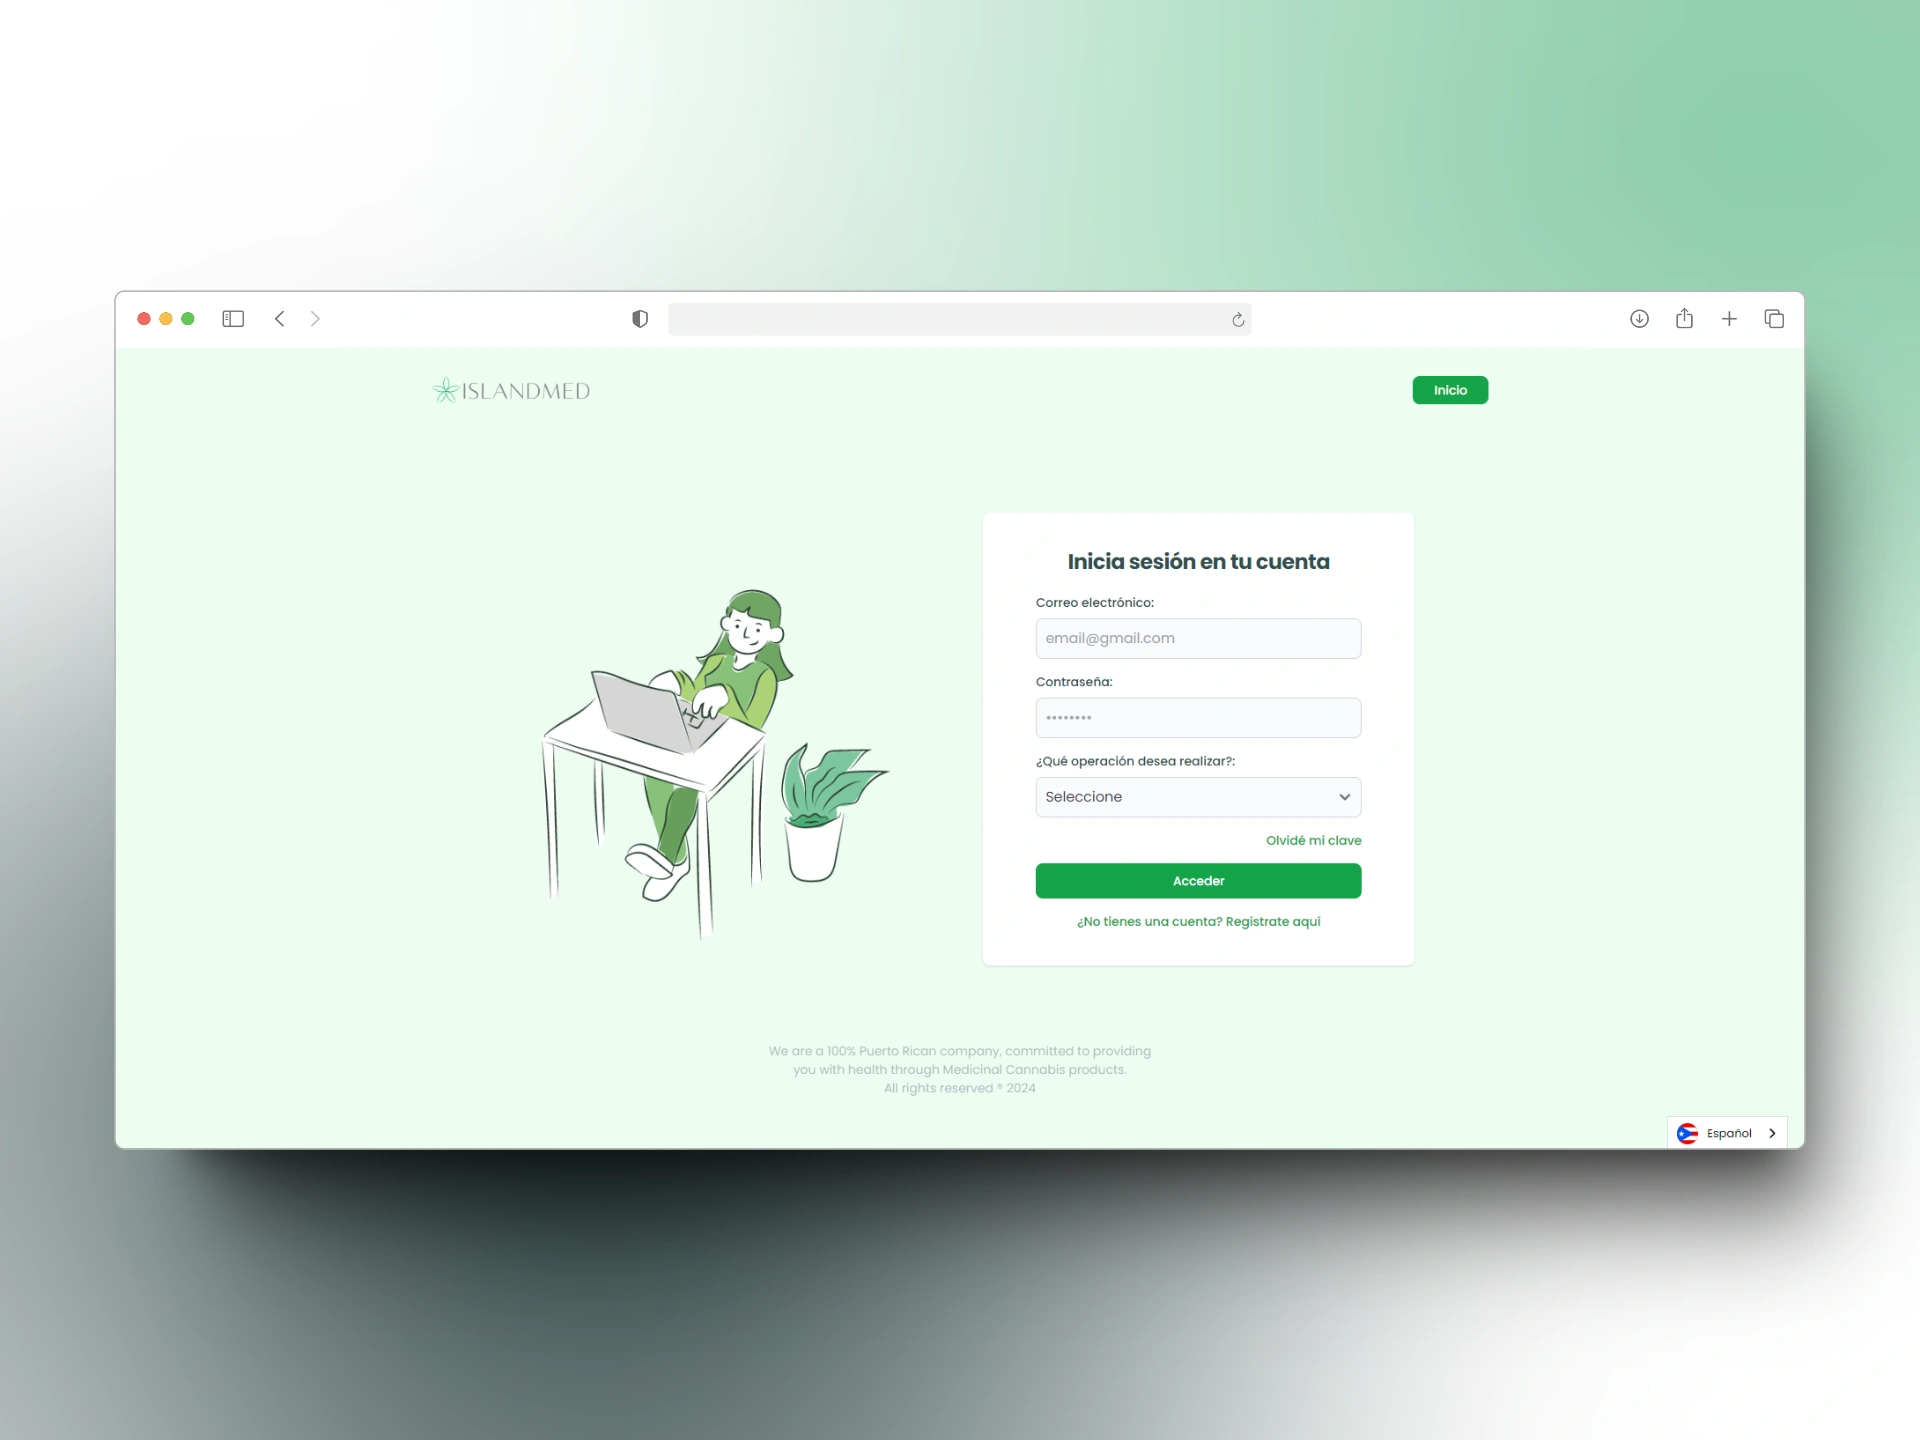 ISLANDMED
Inicio
Inicia sesión en tu cuenta
Correo electrónico:
email@gmail.com
Contraseña:
••••••••
¿Qué operación desea realizar?:
Seleccione
Olvidé mi clave
Acceder
¿No tienes una cuenta? Registrate aquí
We are a 100% Puerto Rican company, committed to providing
you with health through Medicinal Cannabis products.
All rights reserved ® 2024
Español